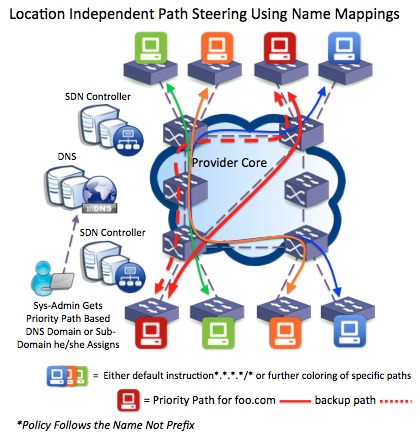 Location Independent Path Steering Using Name Mappings
SDN Controller
DNS
Provider Core
DNS
SDN Controller
Sys-Admin Gets
Priority Path Based
DNS Domain or Sub-
Domain he/she Assigns
= Either default instruction*.*.*.*/* or further coloring of specific paths
= Priority Path for foo.com
backup path
*Policy Follows the Name Not Prefix